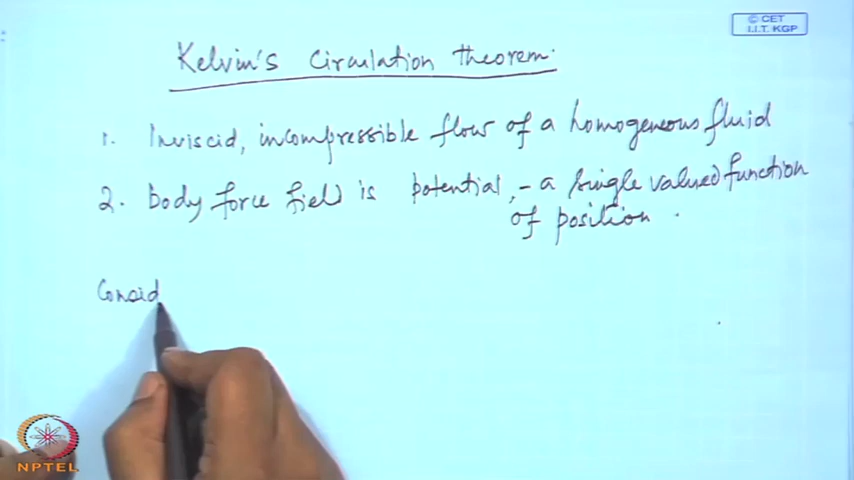 © CET
I.I.T. KGP
Kelvin's Circulation theorem.
1. Inviscid, incompressible flow of a homogeneous fluid
2. Body force field is potential, - a single valued function
of position.
Consid
NPTEL